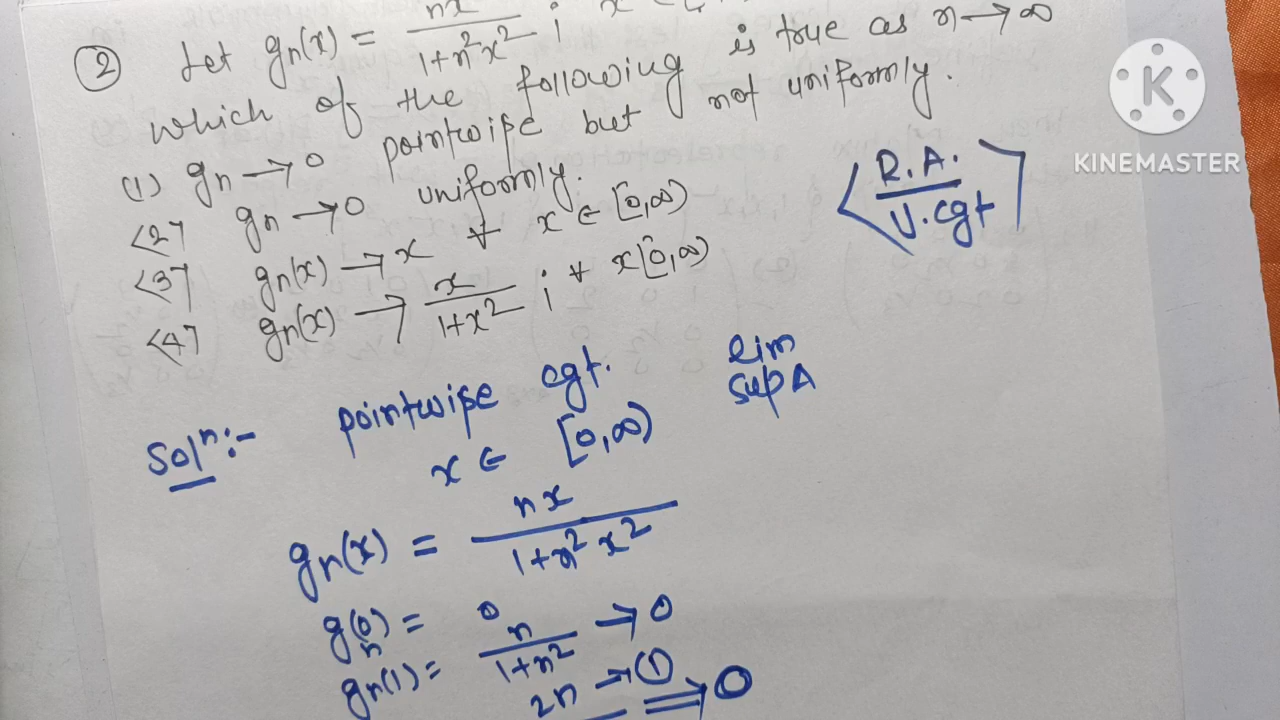 ② Let gn(x) = nx / 1+n²x² ; x ∈
which of the following is true as n→∞
(1) gn→0 pointwise but not uniformly.
<2> gn→0 uniformly.
<3> gn(x)→x ∀ x ∈ [0,∞)
<4> gn(x)→ x / 1+x² ; ∀ x[0,∞)
<R.A. / U.cgt>
Solⁿ:- pointwise cgt.
lim
sup A
x ∈ [0,∞)
gn(x) = nx / 1+n²x²
gn(0) = 0
gn(1) = n / 1+n² → 0
2n → ① ⇒ 0
K
KINEMASTER